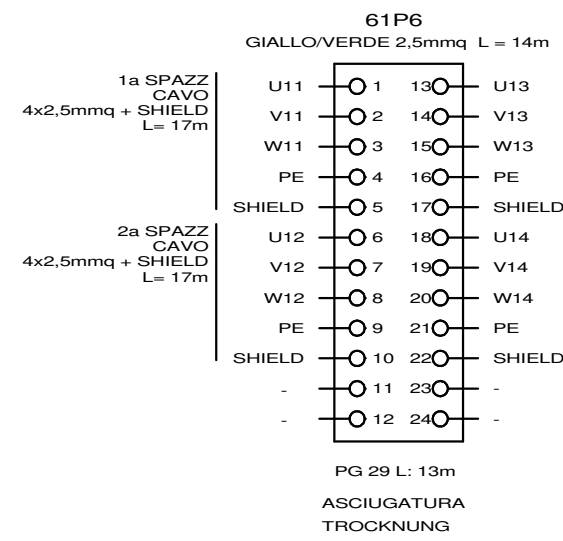 61P6
GIALLO/VERDE 2,5mmq L = 14m
1a SPAZZ
CAVO
4x2,5mmq + SHIELD
L= 17m
U11 1 13 U13
V11 2 14 V13
W11 3 15 W13
PE 4 16 PE
SHIELD 5 17 SHIELD
2a SPAZZ
CAVO
4x2,5mmq + SHIELD
L= 17m
U12 6 18 U14
V12 7 19 V14
W12 8 20 W14
PE 9 21 PE
SHIELD 10 22 SHIELD
- 11 23 -
- 12 24 -
PG 29 L: 13m
ASCIUGATURA
TROCKNUNG